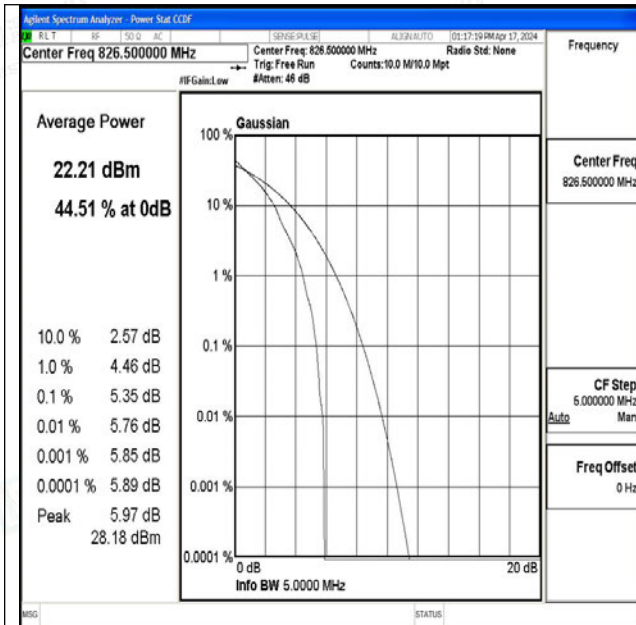 Agilent Spectrum Analyzer - Power Stat CCDF
RL T RF 50 Ω AC SENSE:PULSE ALIGNAUTO 01:17:19 PM Apr 17, 2024
Center Freq 826.500000 MHz
Center Freq: 826.500000 MHz Radio Std: None
Trig: Free Run Counts:10.0 M/10.0 Mpt
#IFGain:Low #Atten: 46 dB
Frequency
Average Power
22.21 dBm
44.51 % at 0dB
10.0 % 2.57 dB
1.0 % 4.46 dB
0.1 % 5.35 dB
0.01 % 5.76 dB
0.001 % 5.85 dB
0.0001 % 5.89 dB
Peak 5.97 dB
28.18 dBm
Gaussian
100 %
10 %
1 %
0.1 %
0.01 %
0.001 %
0.0001 %
0 dB 20 dB
Info BW 5.0000 MHz
Center Freq
826.500000 MHz
CF Step
5.000000 MHz
Auto Man
Freq Offset
0 Hz
MSG STATUS